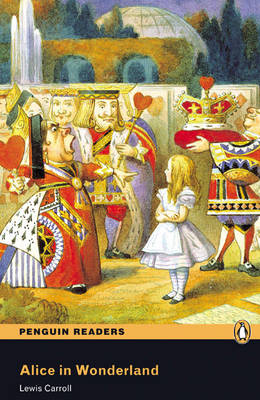 PENGUIN READERS
Alice in Wonderland
Lewis Carroll